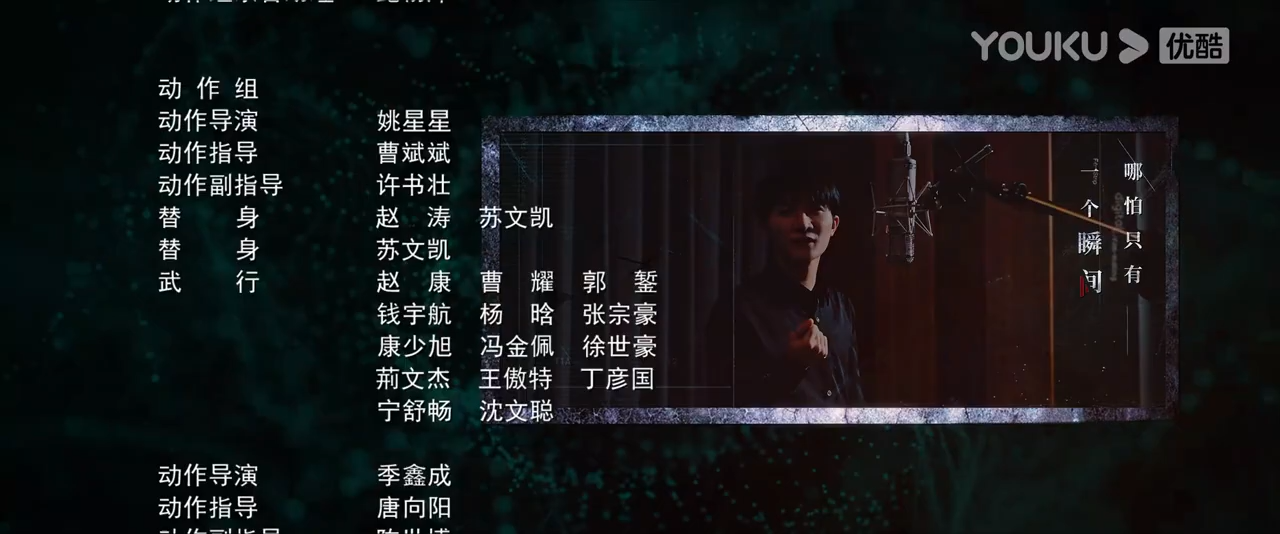 YOUKU 优酷
动作组
动作导演 姚星星
动作指导 曹斌斌
动作副指导 许书壮
替身 赵涛 苏文凯
替身 苏文凯
武行 赵康 曹耀 郭錾
钱宇航 杨晗 张宗豪
康少旭 冯金佩 徐世豪
荊文杰 王傲特 丁彦国
宁舒畅 沈文聪
动作导演 季鑫成
动作指导 唐向阳
动作副指导
哪怕只有
一个瞬间